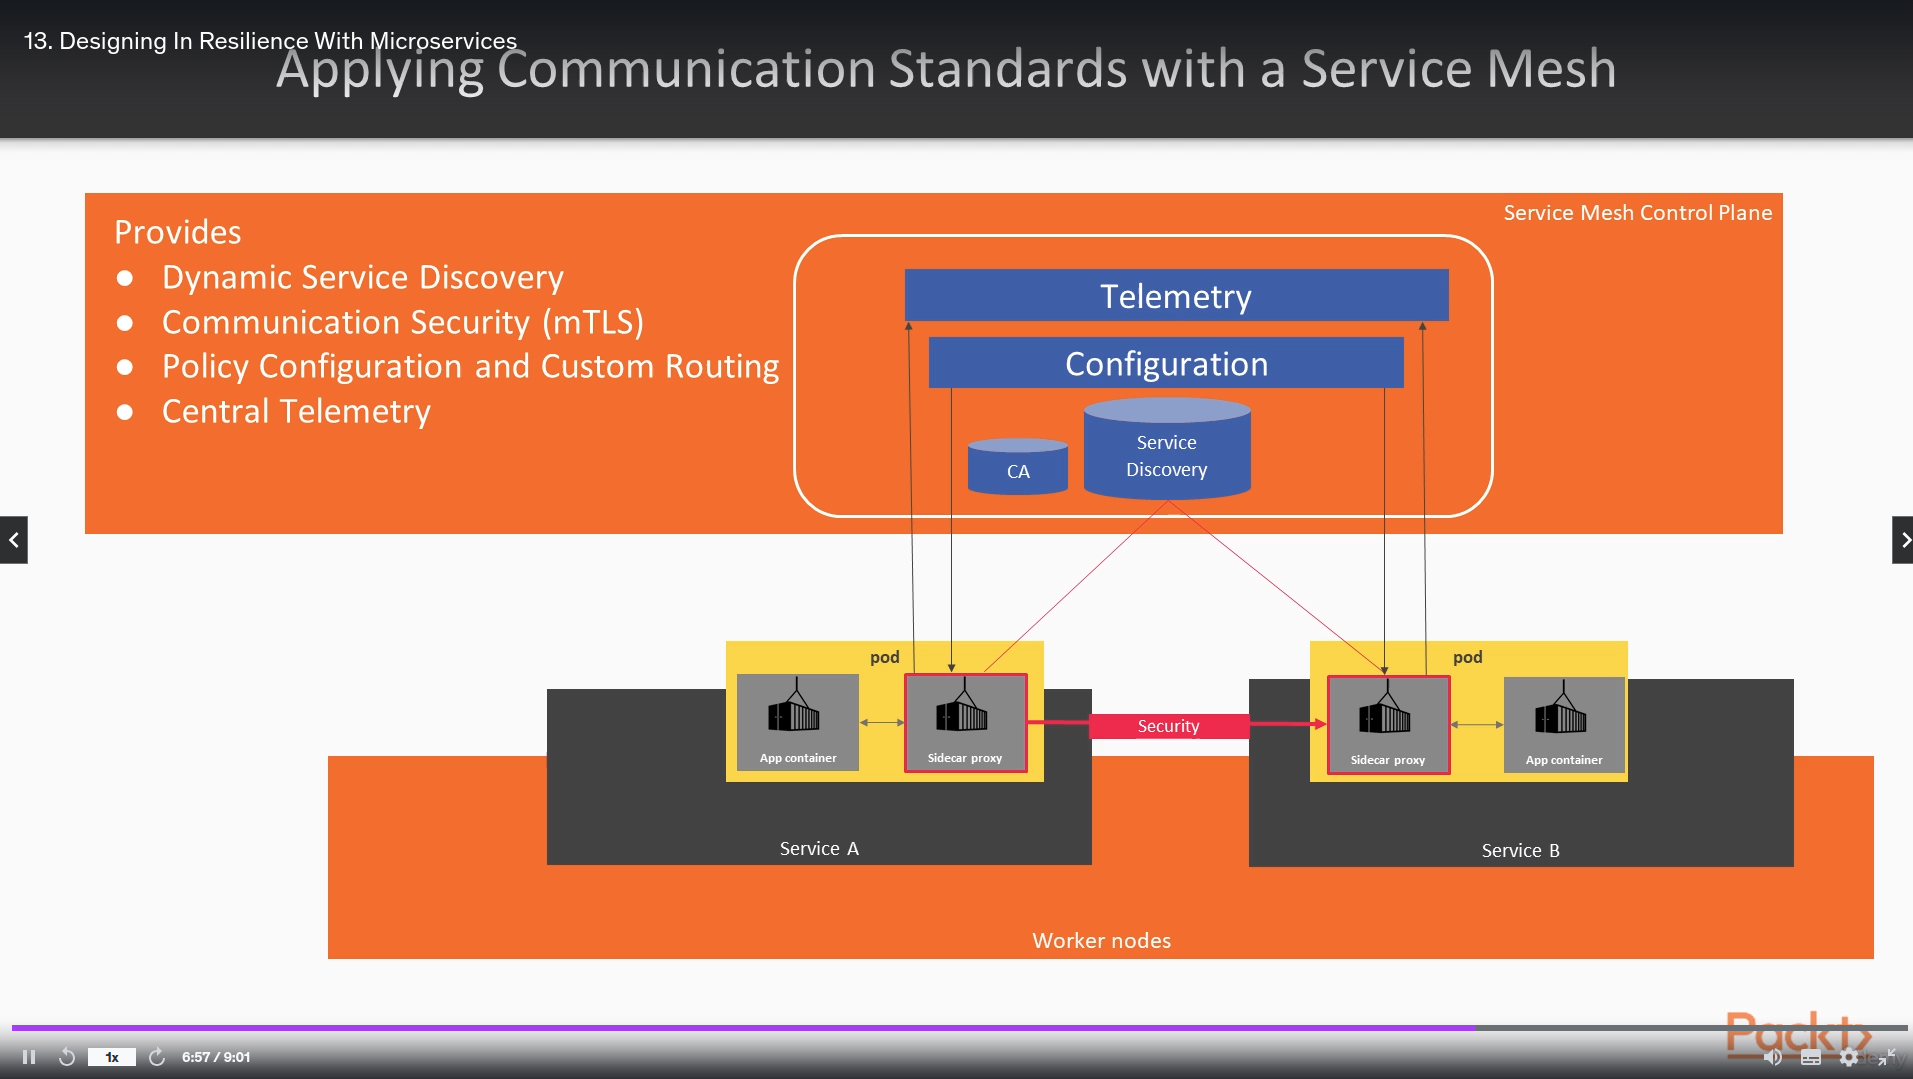 13. Designing In Resilience With Microservices
Applying Communication Standards with a Service Mesh
Service Mesh Control Plane
Provides
● Dynamic Service Discovery
● Communication Security (mTLS)
● Policy Configuration and Custom Routing
● Central Telemetry
Telemetry
Configuration
CA
Service
Discovery
pod
App container
Sidecar proxy
Security
pod
Sidecar proxy
App container
Service A
Service B
Worker nodes
Packt
1x
6:57 / 9:01